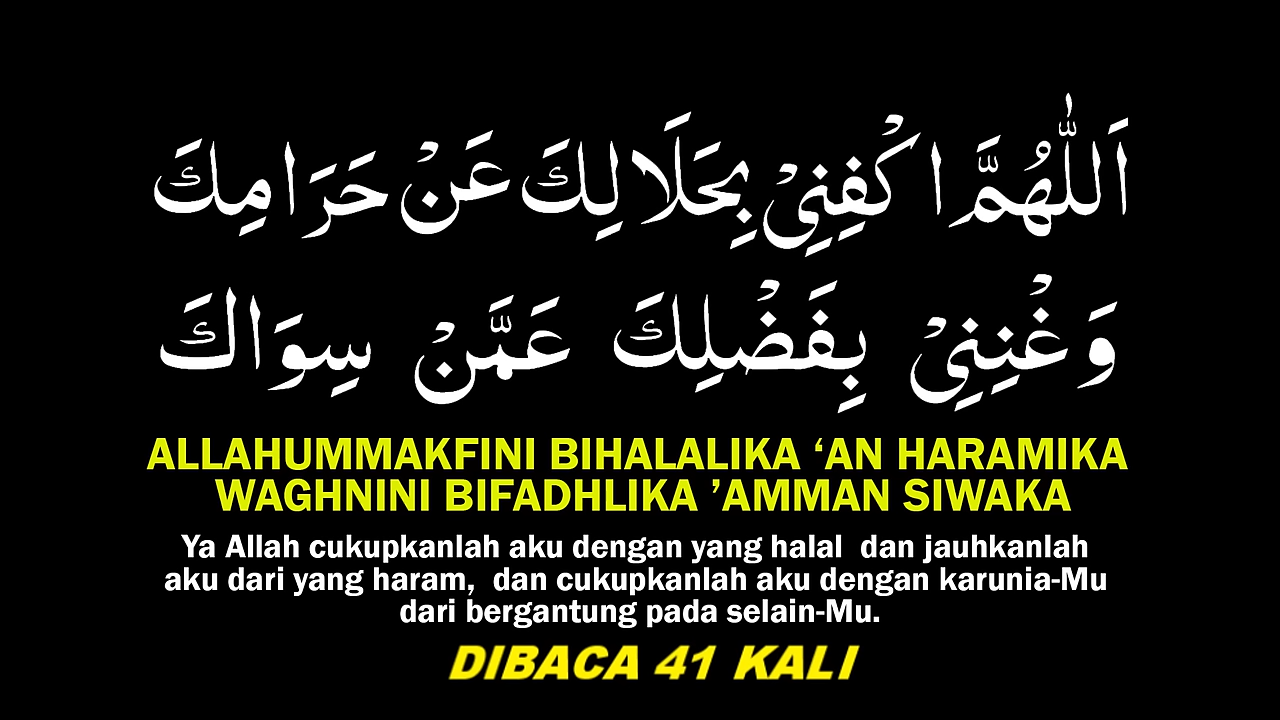 اَللّٰهُمَّ اكْفِنِيْ بِحَلَالِكَ عَنْ حَرَامِكَ
وَغْنِنِيْ بِفَضْلِكَ عَمَّنْ سِوَاكَ
ALLAHUMMAKFINI BIHALALIKA ‘AN HARAMIKA
WAGHNINI BIFADHLIKA ’AMMAN SIWAKA
Ya Allah cukupkanlah aku dengan yang halal dan jauhkanlah
aku dari yang haram, dan cukupkanlah aku dengan karunia-Mu
dari bergantung pada selain-Mu.
DIBACA 41 KALI